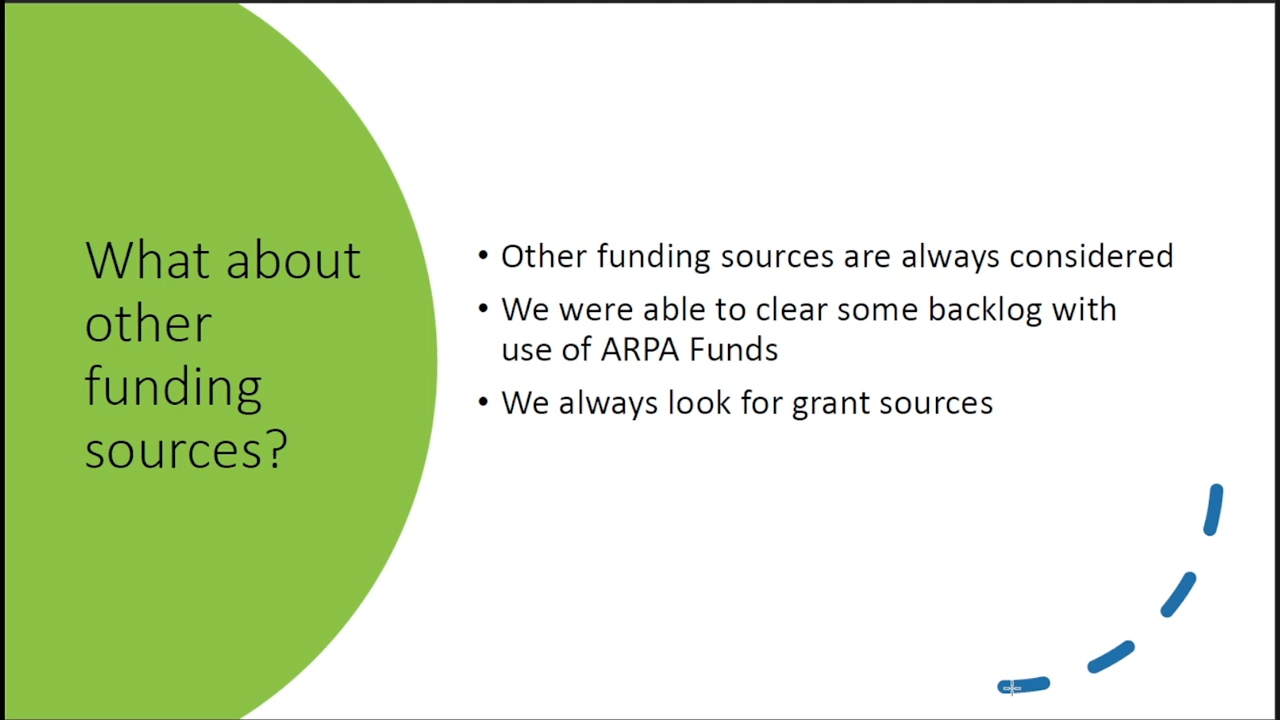 What about
other
funding
sources?
• Other funding sources are always considered
• We were able to clear some backlog with
use of ARPA Funds
• We always look for grant sources